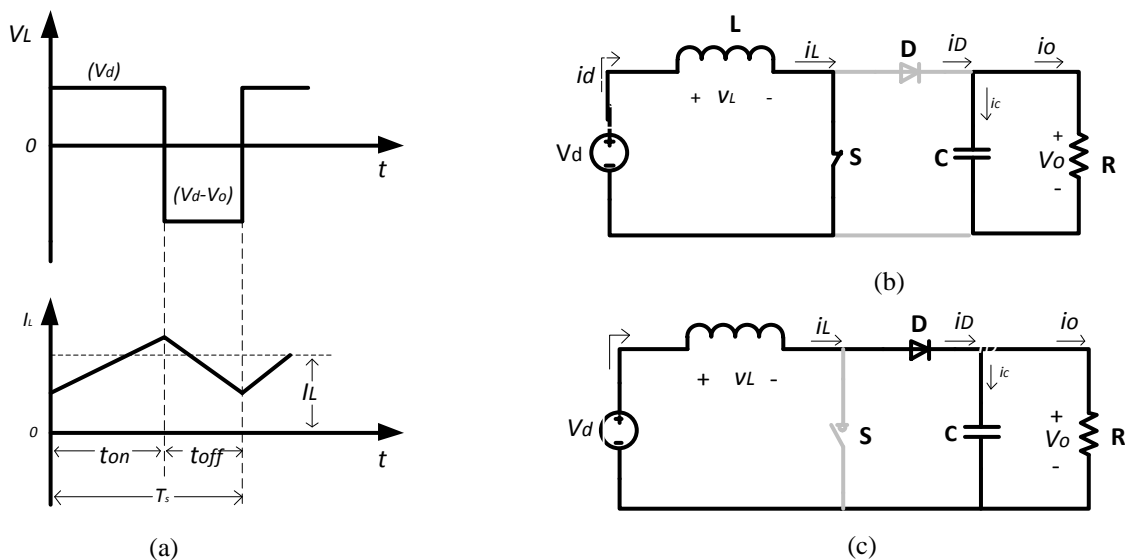 VL
(Vd)
0
t
(Vd-Vo)
IL
IL
0
ton
toff
t
Ts
(a)
L
iL
D
iD
io
id
+ vL -
ic
Vd
S
C
+
Vo
-
R
(b)
iL
D
iD
io
+ vL -
ic
Vd
S
C
+
Vo
-
R
(c)